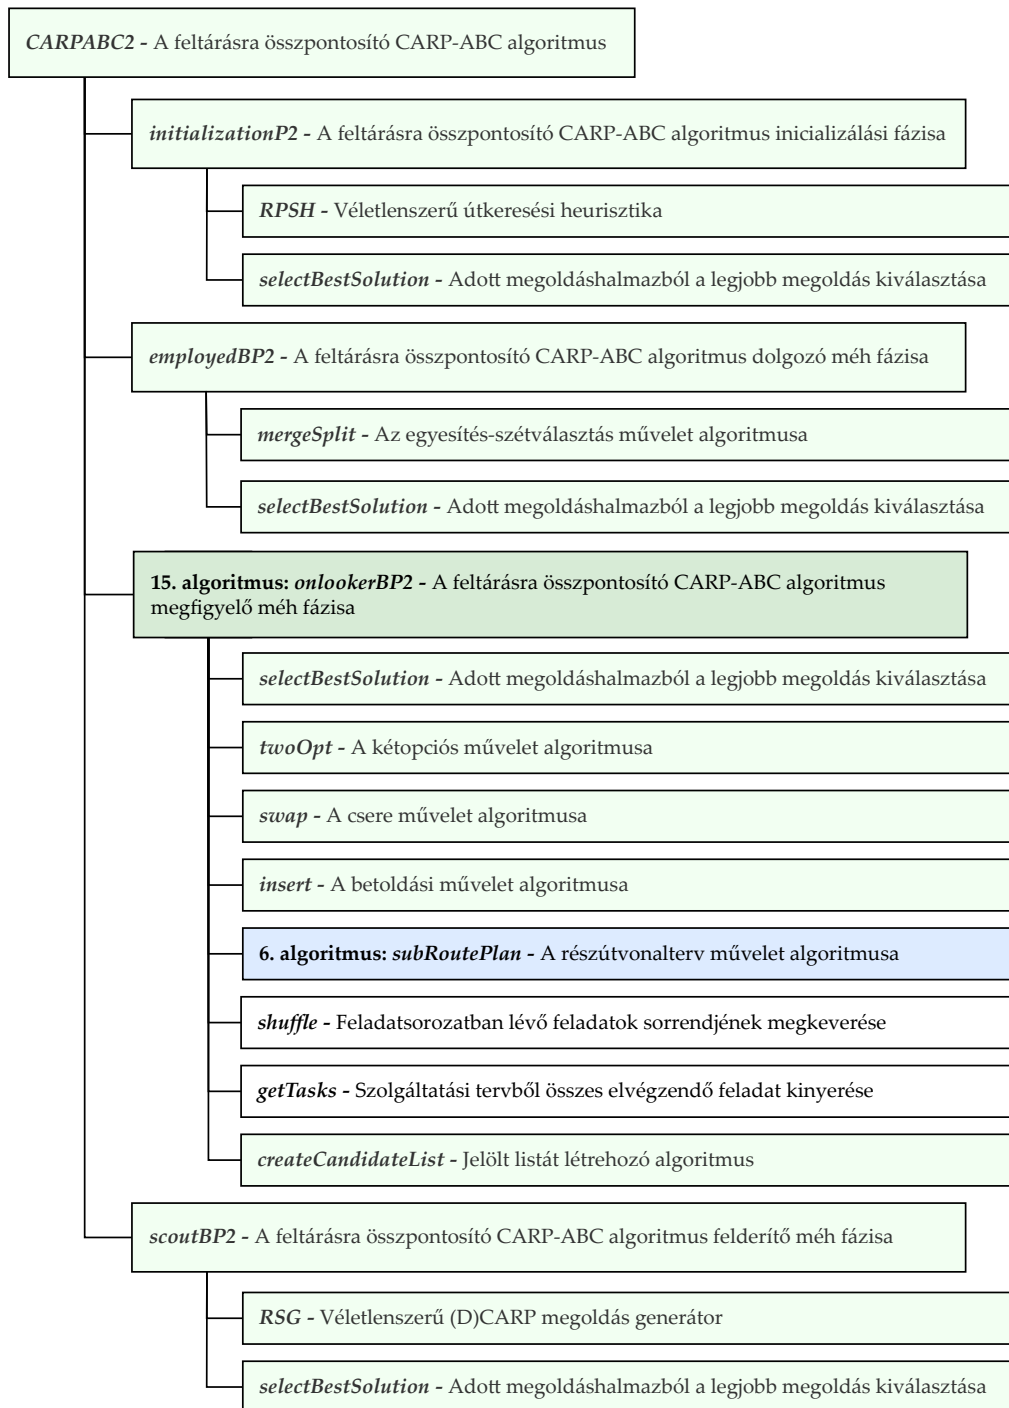 CARPABC2 - A feltárásra összpontosító CARP-ABC algoritmus
initializationP2 - A feltárásra összpontosító CARP-ABC algoritmus inicializálási fázisa
RPSH - Véletlenszerű útkeresési heurisztika
selectBestSolution - Adott megoldáshalmazból a legjobb megoldás kiválasztása
employedBP2 - A feltárásra összpontosító CARP-ABC algoritmus dolgozó méh fázisa
mergeSplit - Az egyesítés-szétválasztás művelet algoritmusa
selectBestSolution - Adott megoldáshalmazból a legjobb megoldás kiválasztása
15. algoritmus: onlookerBP2 - A feltárásra összpontosító CARP-ABC algoritmus
megfigyelő méh fázisa
selectBestSolution - Adott megoldáshalmazból a legjobb megoldás kiválasztása
twoOpt - A kétopciós művelet algoritmusa
swap - A csere művelet algoritmusa
insert - A betoldási művelet algoritmusa
6. algoritmus: subRoutePlan - A részútvonalterv művelet algoritmusa
shuffle - Feladatsorozatban lévő feladatok sorrendjének megkeverése
getTasks - Szolgáltatási tervből összes elvégzendő feladat kinyerése
createCandidateList - Jelölt listát létrehozó algoritmus
scoutBP2 - A feltárásra összpontosító CARP-ABC algoritmus felderítő méh fázisa
RSG - Véletlenszerű (D)CARP megoldás generátor
selectBestSolution - Adott megoldáshalmazból a legjobb megoldás kiválasztása